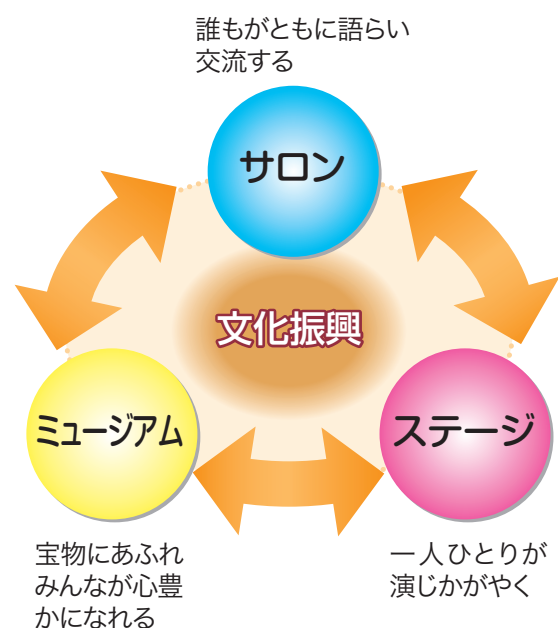 誰もがともに語らい
交流する
サロン
文化振興
ミュージアム
ステージ
宝物にあふれ
みんなが心豊
かになれる
一人ひとりが
演じかがやく